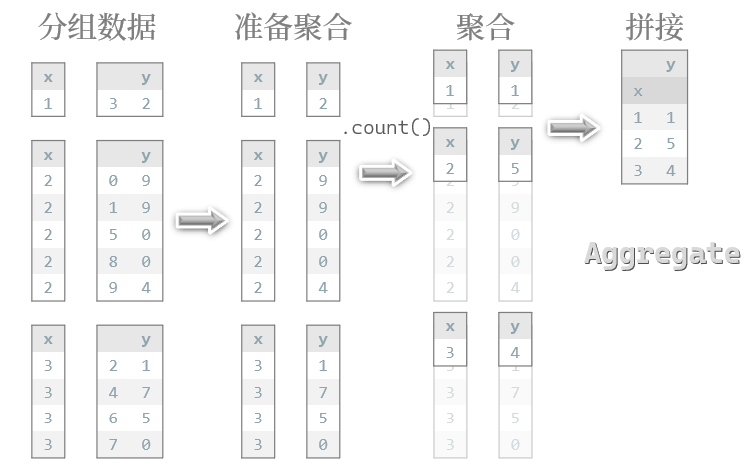 分组数据 准备聚合 聚合 拼接
x y x y x y y
1 3 2 1 2 1 1 x
1 2 1 1
.count()
x y x y x y 2 5
2 0 9 2 9 2 5 3 4
2 1 9 2 9 2 9
2 5 0 2 0 2 0
2 8 0 2 0 2 0
2 9 4 2 4 2 4
Aggregate
x y x y x y
3 2 1 3 1 3 4
3 4 7 3 7 3 7
3 6 5 3 5 3 5
3 7 0 3 0 3 0